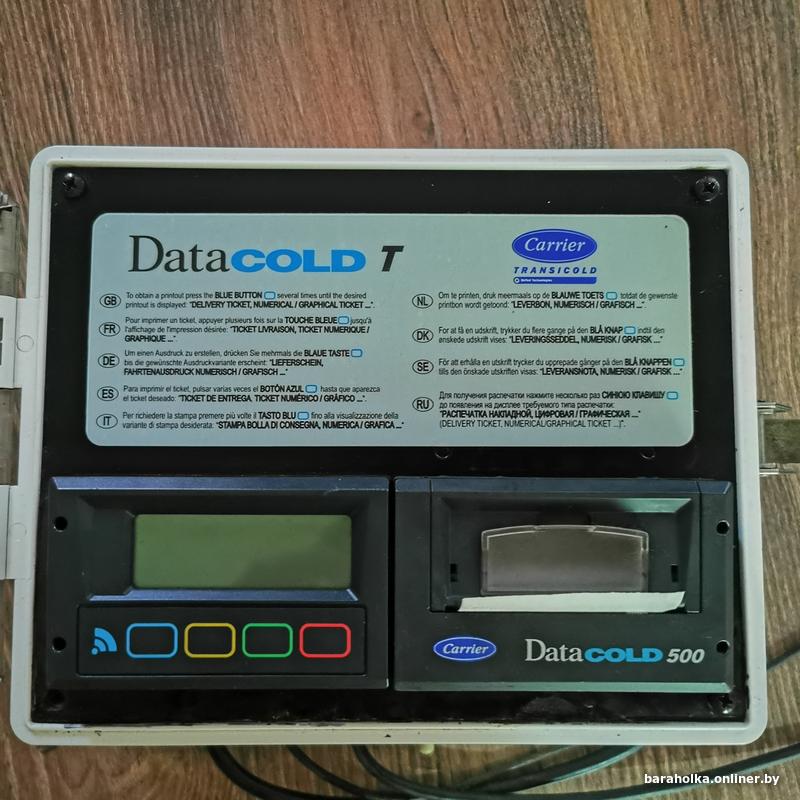 DataCOLD T
Carrier
TRANSICOLD
United Technologies
GB To obtain a printout press the BLUE BUTTON several times until the desired
printout is displayed: "DELIVERY TICKET, NUMERICAL / GRAPHICAL TICKET ...".
FR Pour imprimer un ticket, appuyer plusieurs fois sur la TOUCHE BLEUE jusqu'à
l'affichage de l'impression désirée: "TICKET LIVRAISON, TICKET NUMERIQUE /
GRAPHIQUE ...".
DE Um einen Ausdruck zu erstellen, drücken Sie mehrmals die BLAUE TASTE
bis die gewünschte Ausdruckvariante erscheint: "LIEFERSCHEIN,
FAHRTENAUSDRUCK NUMERISCH / GRAFISCH ...".
ES Para imprimir el ticket, pulsar varias veces el BOTÓN AZUL hasta que aparezca
el ticket deseado: "TICKET DE ENTREGA, TICKET NUMÉRICO / GRÁFICO ...".
IT Per richiedere la stampa premere più volte il TASTO BLU fino alla visualizzazione della
variante di stampa desiderata: "STAMPA BOLLA DI CONSEGNA, NUMERICA / GRAFICA ..."
NL Om te printen, druk meermaals op de BLAUWE TOETS totdat de gewenste
printbon wordt getoond: "LEVERBON, NUMERISCH / GRAFISCH ...".
DK For at få en udskrift, trykker du flere gange på den BLÅ KNAP indtil den
ønskede udskrift vises: "LEVERINGSSEDDEL, NUMERISK / GRAFISK ...".
SE För att erhålla en utskrift trycker du upprepade gånger på den BLÅ KNAPPEN
tills den önskade utskriften visas: "LEVERANSNOTA, NUMERISK / GRAFISK ..."
RU Для получения распечатки нажмите несколько раз СИНЮЮ КЛАВИШУ
до появления на дисплее требуемого типа распечатки:
"РАСПЕЧАТКА НАКЛАДНОЙ, ЦИФРОВАЯ / ГРАФИЧЕСКАЯ ..."
(DELIVERY TICKET, NUMERICAL/GRAPHICAL TICKET ...)".
Carrier
DataCOLD 500
baraholka.onliner.by